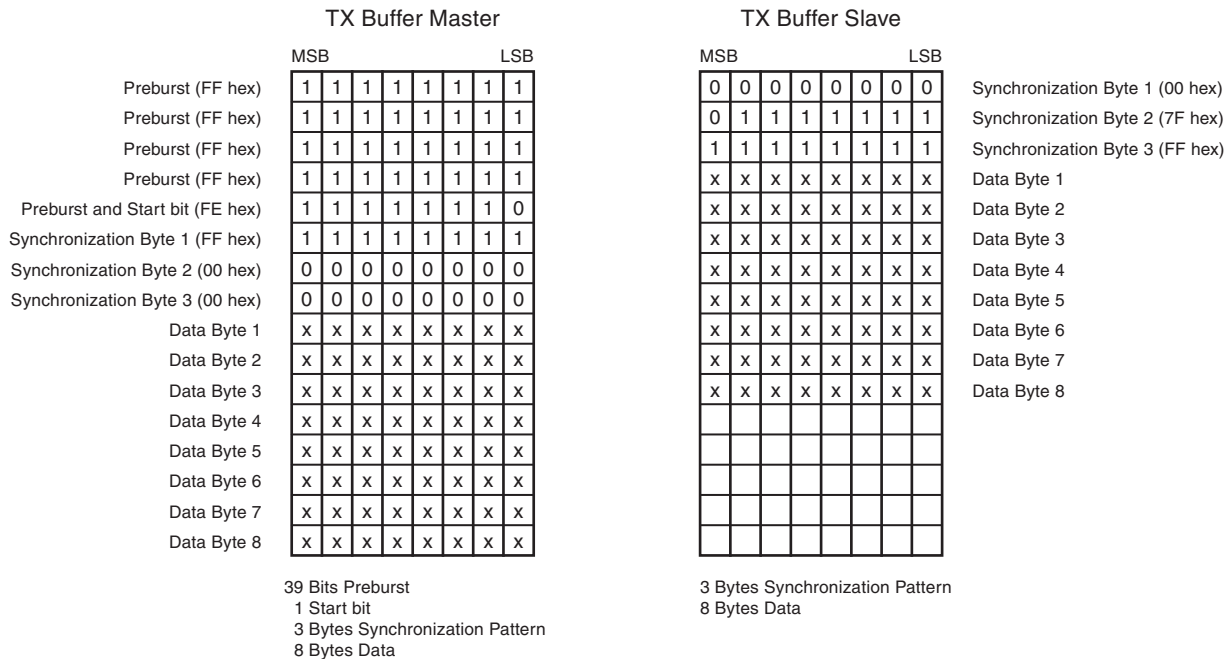 TX Buffer Master
MSB LSB
Preburst (FF hex) 1 1 1 1 1 1 1 1
Preburst (FF hex) 1 1 1 1 1 1 1 1
Preburst (FF hex) 1 1 1 1 1 1 1 1
Preburst (FF hex) 1 1 1 1 1 1 1 1
Preburst and Start bit (FE hex) 1 1 1 1 1 1 1 0
Synchronization Byte 1 (FF hex) 1 1 1 1 1 1 1 1
Synchronization Byte 2 (00 hex) 0 0 0 0 0 0 0 0
Synchronization Byte 3 (00 hex) 0 0 0 0 0 0 0 0
Data Byte 1 x x x x x x x x
Data Byte 2 x x x x x x x x
Data Byte 3 x x x x x x x x
Data Byte 4 x x x x x x x x
Data Byte 5 x x x x x x x x
Data Byte 6 x x x x x x x x
Data Byte 7 x x x x x x x x
Data Byte 8 x x x x x x x x
39 Bits Preburst
1 Start bit
3 Bytes Synchronization Pattern
8 Bytes Data
TX Buffer Slave
MSB LSB
0 0 0 0 0 0 0 0 Synchronization Byte 1 (00 hex)
0 1 1 1 1 1 1 1 Synchronization Byte 2 (7F hex)
1 1 1 1 1 1 1 1 Synchronization Byte 3 (FF hex)
x x x x x x x x Data Byte 1
x x x x x x x x Data Byte 2
x x x x x x x x Data Byte 3
x x x x x x x x Data Byte 4
x x x x x x x x Data Byte 5
x x x x x x x x Data Byte 6
x x x x x x x x Data Byte 7
x x x x x x x x Data Byte 8
3 Bytes Synchronization Pattern
8 Bytes Data